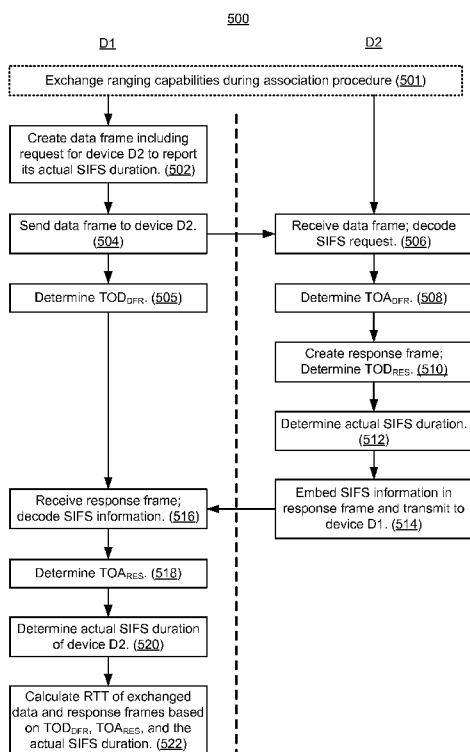 500
D1
D2
Exchange ranging capabilities during association procedure (501)
Create data frame including
request for device D2 to report
its actual SIFS duration. (502)
Send data frame to device D2.
(504)
Receive data frame; decode
SIFS request. (506)
Determine TOD_DFR. (505)
Determine TOA_DFR. (508)
Create response frame;
Determine TOD_RES. (510)
Determine actual SIFS duration.
(512)
Embed SIFS information in
response frame and transmit to
device D1. (514)
Receive response frame;
decode SIFS information. (516)
Determine TOA_RES. (518)
Determine actual SIFS duration
of device D2. (520)
Calculate RTT of exchanged
data and response frames based
on TOD_DFR, TOA_RES, and the
actual SIFS duration. (522)